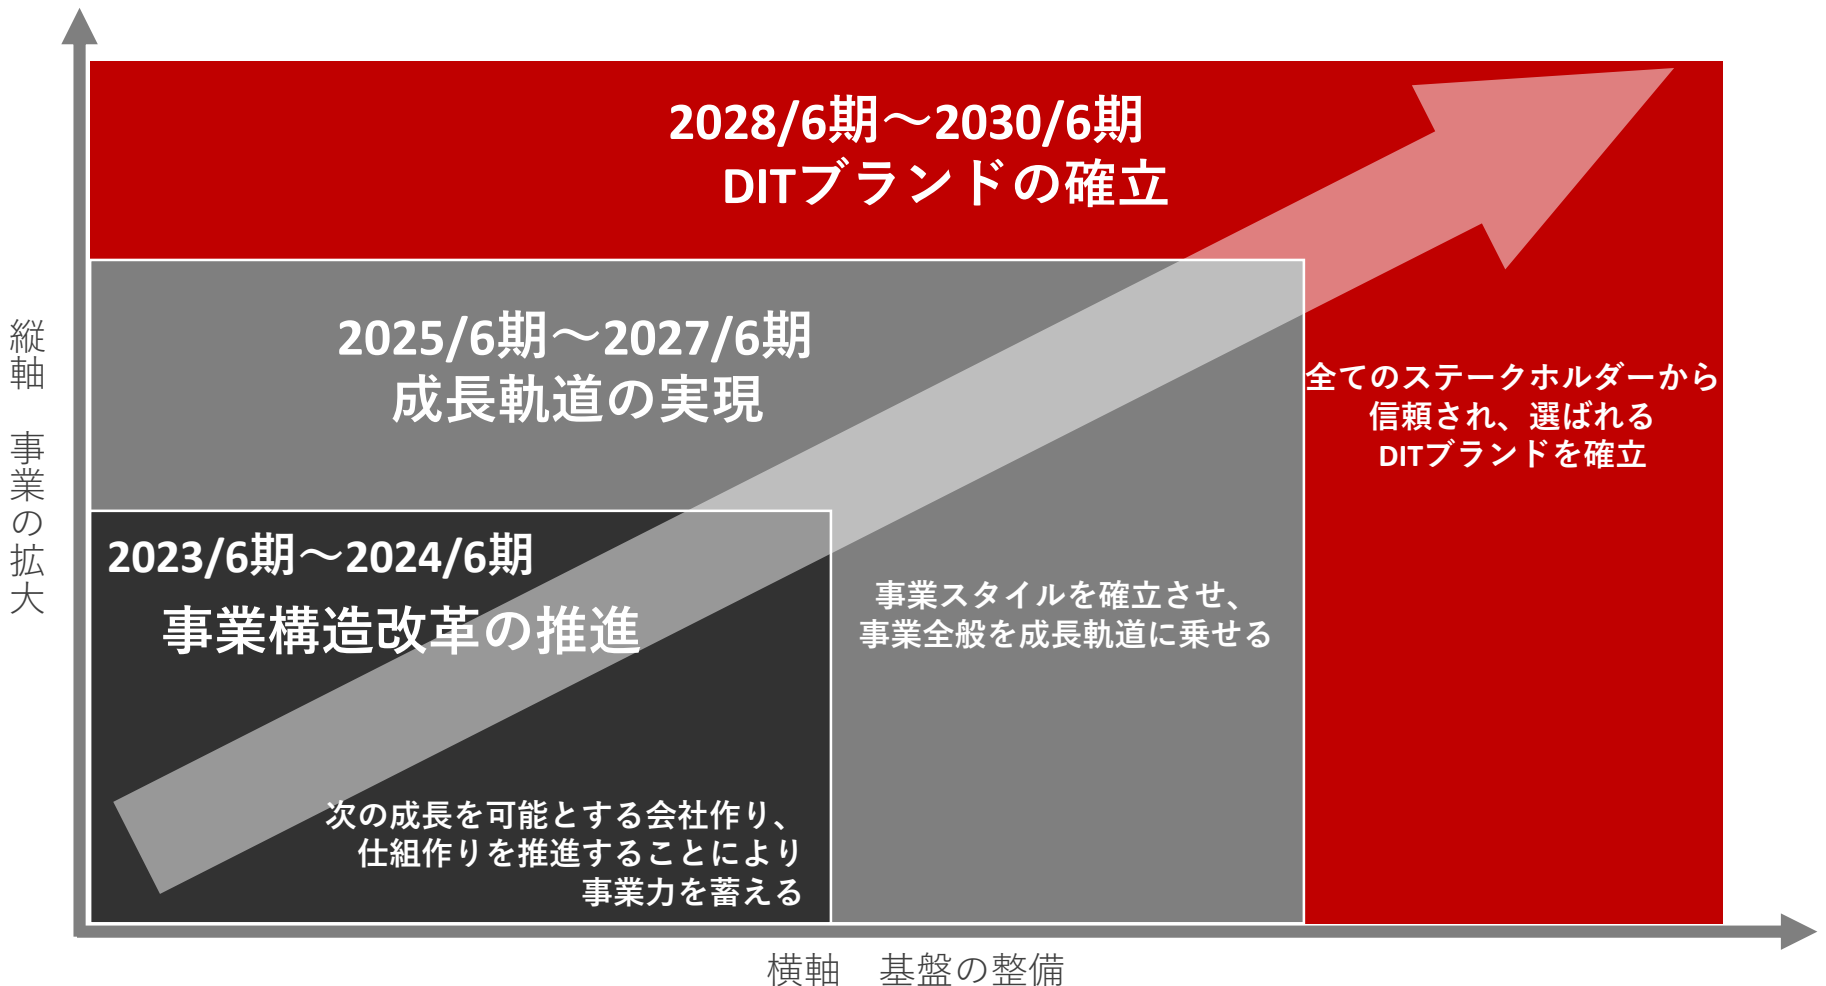 2028/6期～2030/6期
DITブランドの確立
2025/6期～2027/6期
成長軌道の実現
全てのステークホルダーから
信頼され、選ばれる
DITブランドを確立
2023/6期～2024/6期
事業構造改革の推進
事業スタイルを確立させ、
事業全般を成長軌道に乗せる
次の成長を可能とする会社作り、
仕組作りを推進することにより
事業力を蓄える
縦軸　事業の拡大
横軸　基盤の整備